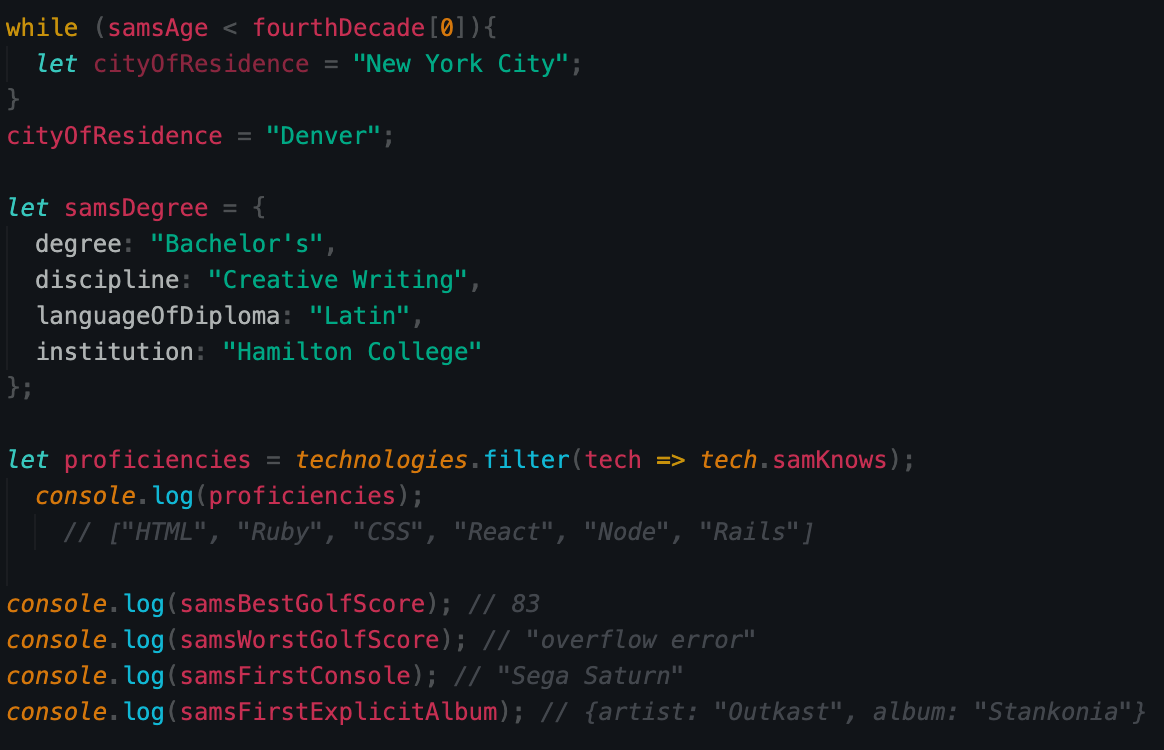 while (samsAge < fourthDecade[0]){
  let cityOfResidence = "New York City";
}
cityOfResidence = "Denver";

let samsDegree = {
  degree: "Bachelor's",
  discipline: "Creative Writing",
  languageOfDiploma: "Latin",
  institution: "Hamilton College"
};

let proficiencies = technologies.filter(tech => tech.samKnows);
  console.log(proficiencies);
    // ["HTML", "Ruby", "CSS", "React", "Node", "Rails"]

console.log(samsBestGolfScore); // 83
console.log(samsWorstGolfScore); // "overflow error"
console.log(samsFirstConsole); // "Sega Saturn"
console.log(samsFirstExplicitAlbum); // {artist: "Outkast", album: "Stankonia"}